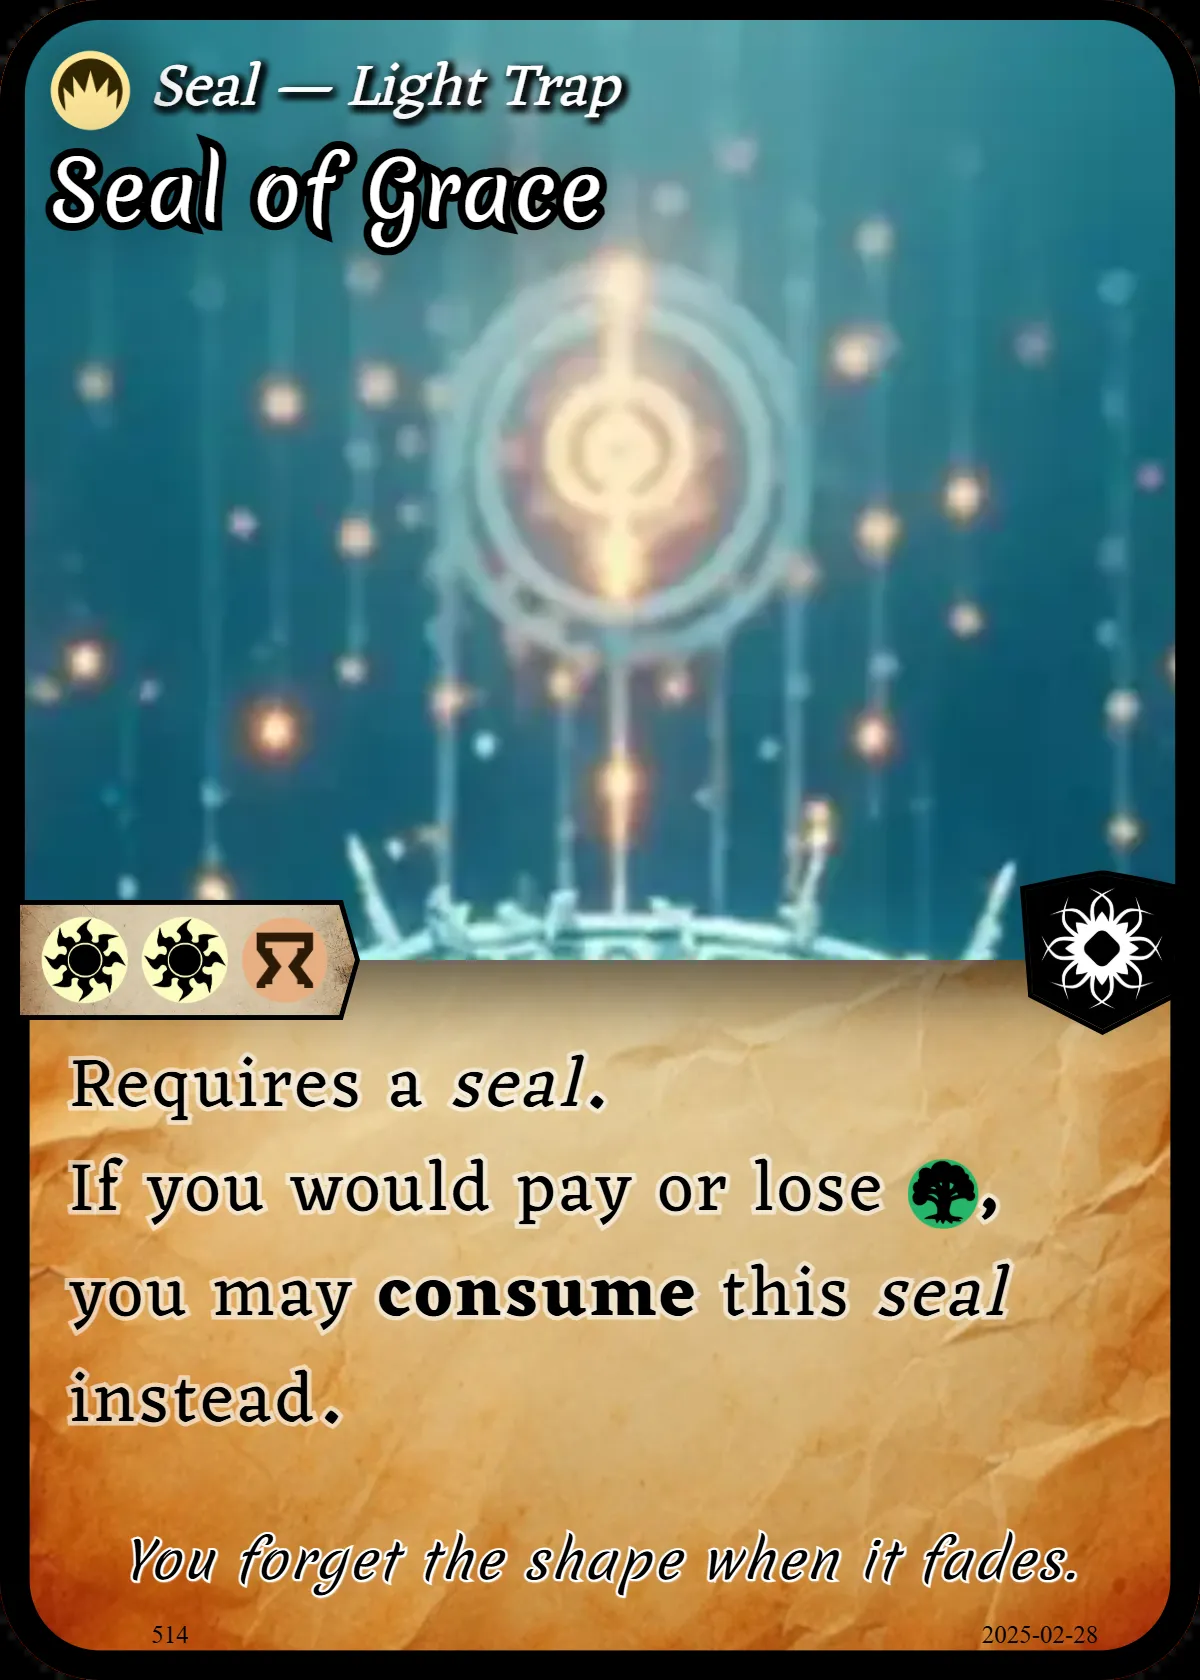 Seal — Light Trap
Seal of Grace
Requires a seal.
If you would pay or lose ,
you may consume this seal
instead.
You forget the shape when it fades.
514
2025-02-28